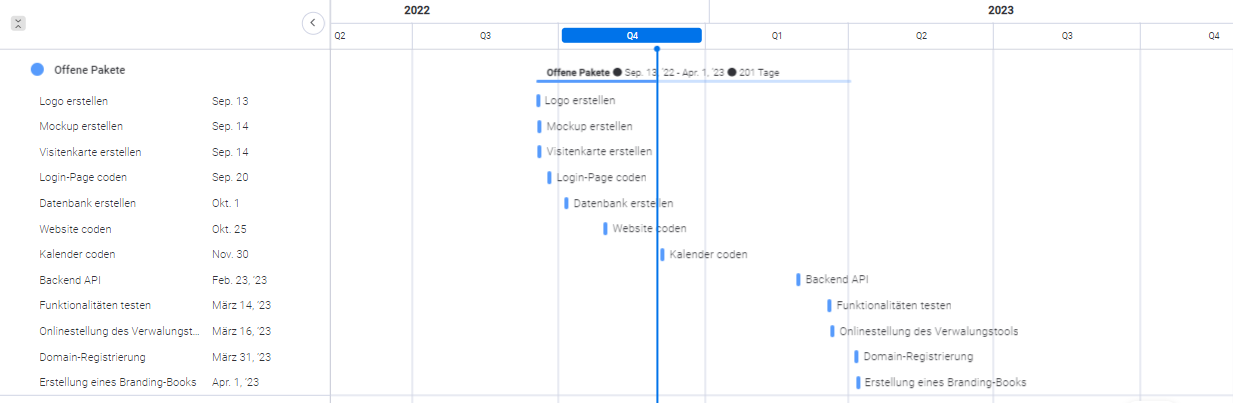 2022 2023
Q2 Q3 Q4 Q1 Q2 Q3 Q4
Offene Pakete
Offene Pakete ● Sep. 13, '22 - Apr. 1, '23 ● 201 Tage
Logo erstellen Sep. 13 Logo erstellen
Mockup erstellen Sep. 14 Mockup erstellen
Visitenkarte erstellen Sep. 14 Visitenkarte erstellen
Login-Page coden Sep. 20 Login-Page coden
Datenbank erstellen Okt. 1 Datenbank erstellen
Website coden Okt. 25 Website coden
Kalender coden Nov. 30 Kalender coden
Backend API Feb. 23, '23 Backend API
Funktionalitäten testen März 14, '23 Funktionalitäten testen
Onlinestellung des Verwalungst... März 16, '23 Onlinestellung des Verwalungstools
Domain-Registrierung März 31, '23 Domain-Registrierung
Erstellung eines Branding-Books Apr. 1, '23 Erstellung eines Branding-Books